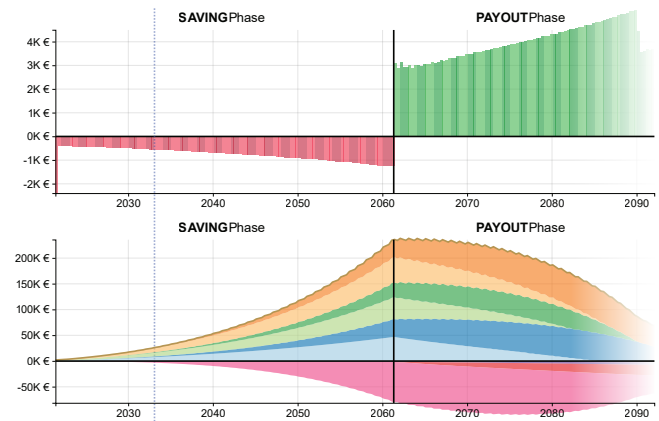 SAVINGPhase PAYOUTPhase
4K €
3K €
2K €
1K €
0K €
-1K €
-2K €
2030 2040 2050 2060 2070 2080 2090
SAVINGPhase PAYOUTPhase
200K €
150K €
100K €
50K €
0K €
-50K €
2030 2040 2050 2060 2070 2080 2090